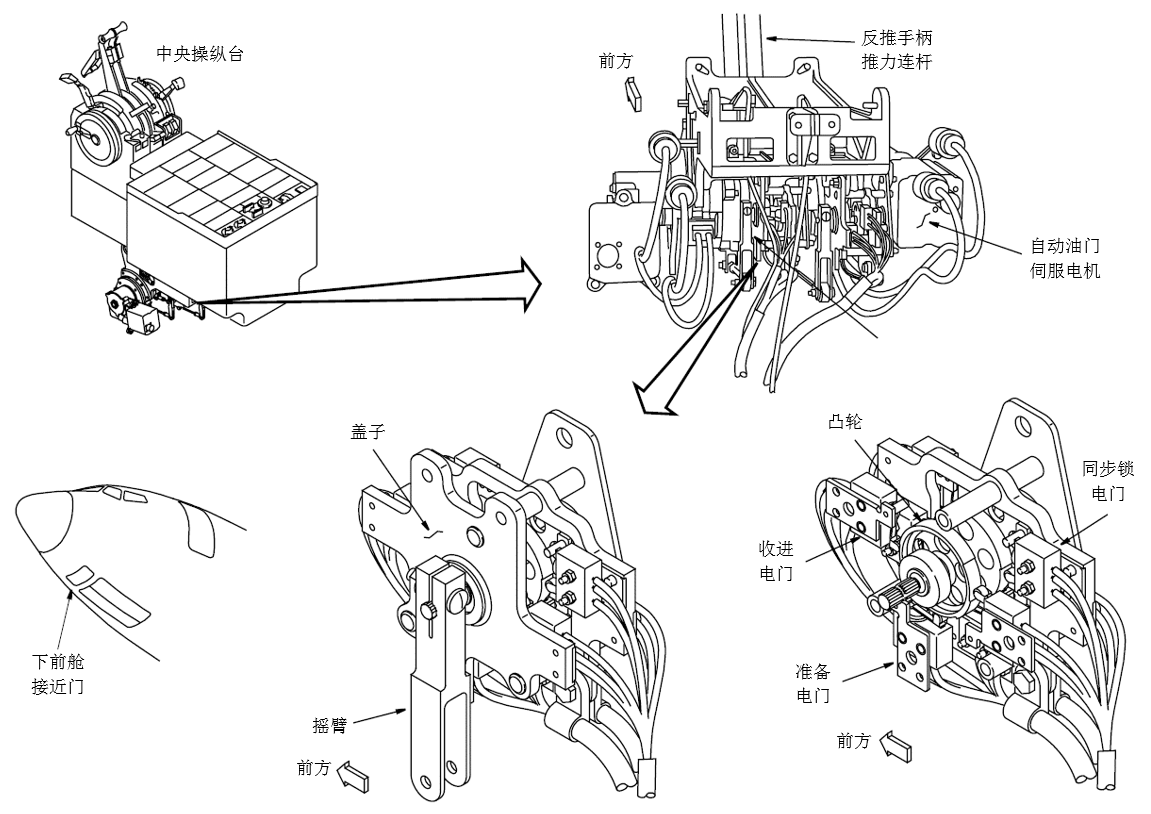 中央操纵台
反推手柄
推力连杆
前方
自动油门
伺服电机
盖子
凸轮
同步锁
电门
收进
电门
下前舱
接近门
准备
电门
摇臂
前方
前方